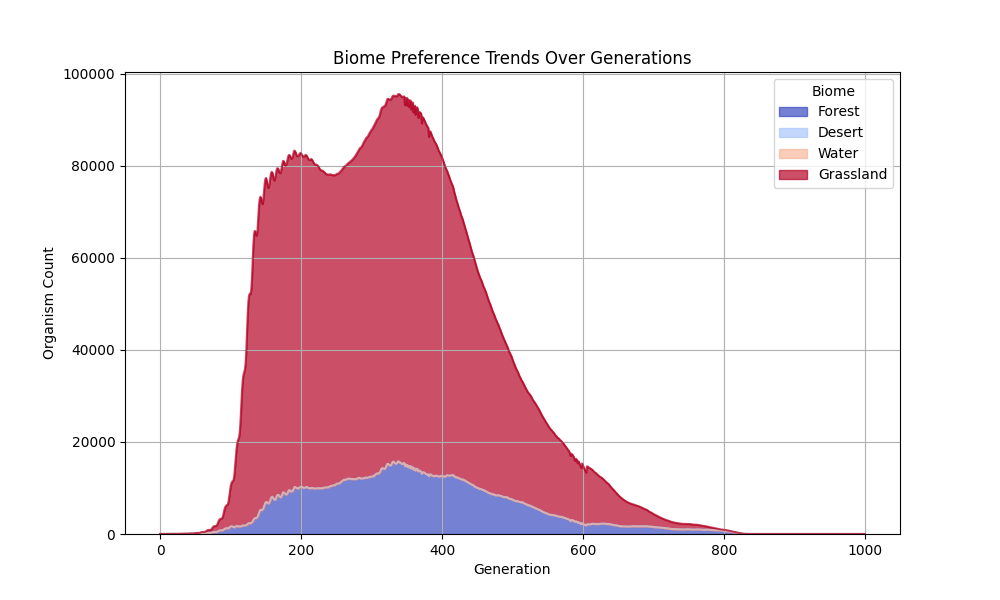 Biome Preference Trends Over Generations
100000
80000
60000
40000
20000
0
Organism Count
Biome
Forest
Desert
Water
Grassland
0 200 400 600 800 1000
Generation